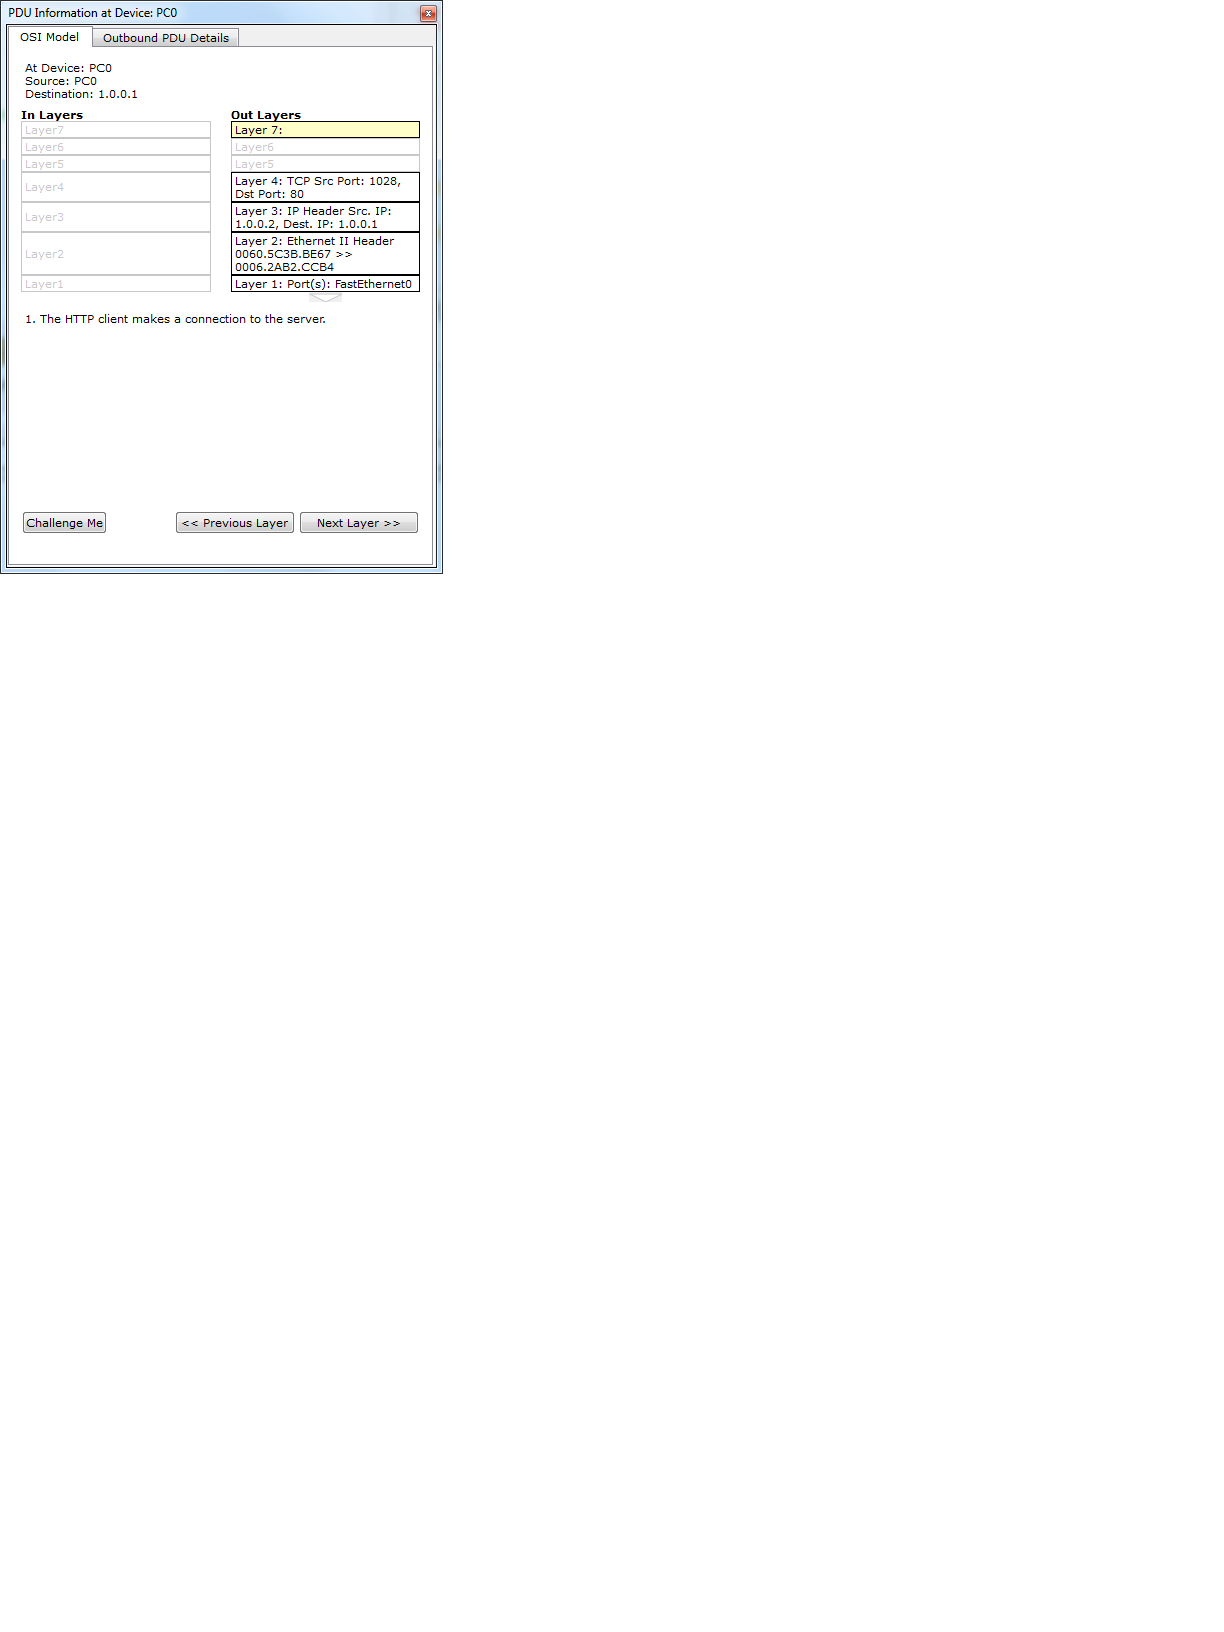 PDU Information at Device: PC0
OSI Model
Outbound PDU Details
At Device: PC0
Source: PC0
Destination: 1.0.0.1
In Layers
Layer7
Layer6
Layer5
Layer4
Layer3
Layer2
Layer1
Out Layers
Layer 7:
Layer6
Layer5
Layer 4: TCP Src Port: 1028,
Dst Port: 80
Layer 3: IP Header Src. IP:
1.0.0.2, Dest. IP: 1.0.0.1
Layer 2: Ethernet II Header
0060.5C3B.BE67 >>
0006.2AB2.CCB4
Layer 1: Port(s): FastEthernet0
1. The HTTP client makes a connection to the server.
Challenge Me
<< Previous Layer
Next Layer >>